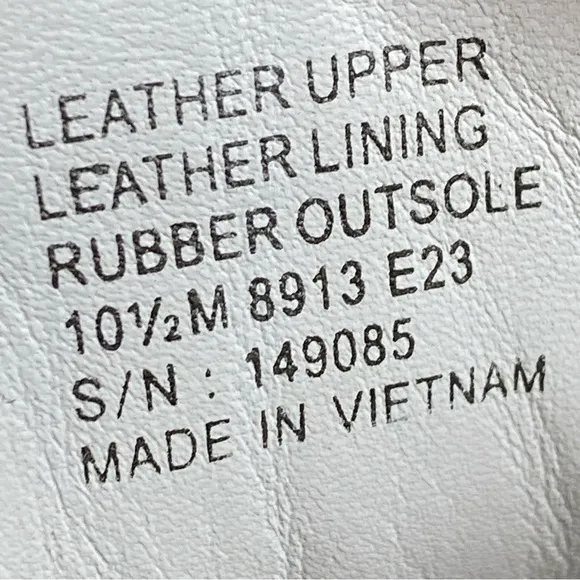 LEATHER UPPER
LEATHER LINING
RUBBER OUTSOLE
10½M 8913 E23
S/N : 149085
MADE IN VIETNAM